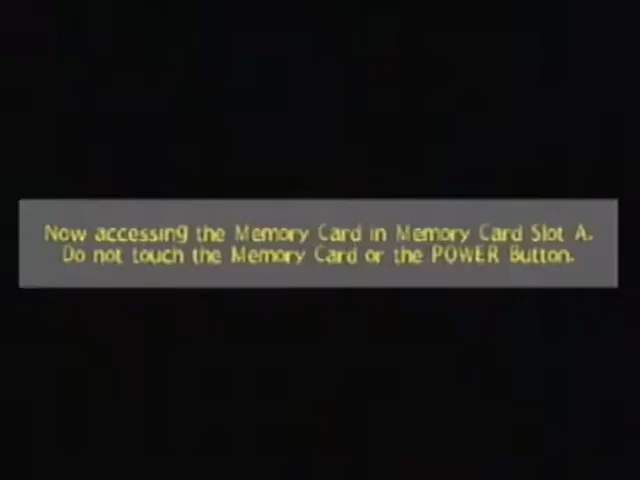 Now accessing the Memory Card in Memory Card Slot A.
Do not touch the Memory Card or the POWER Button.